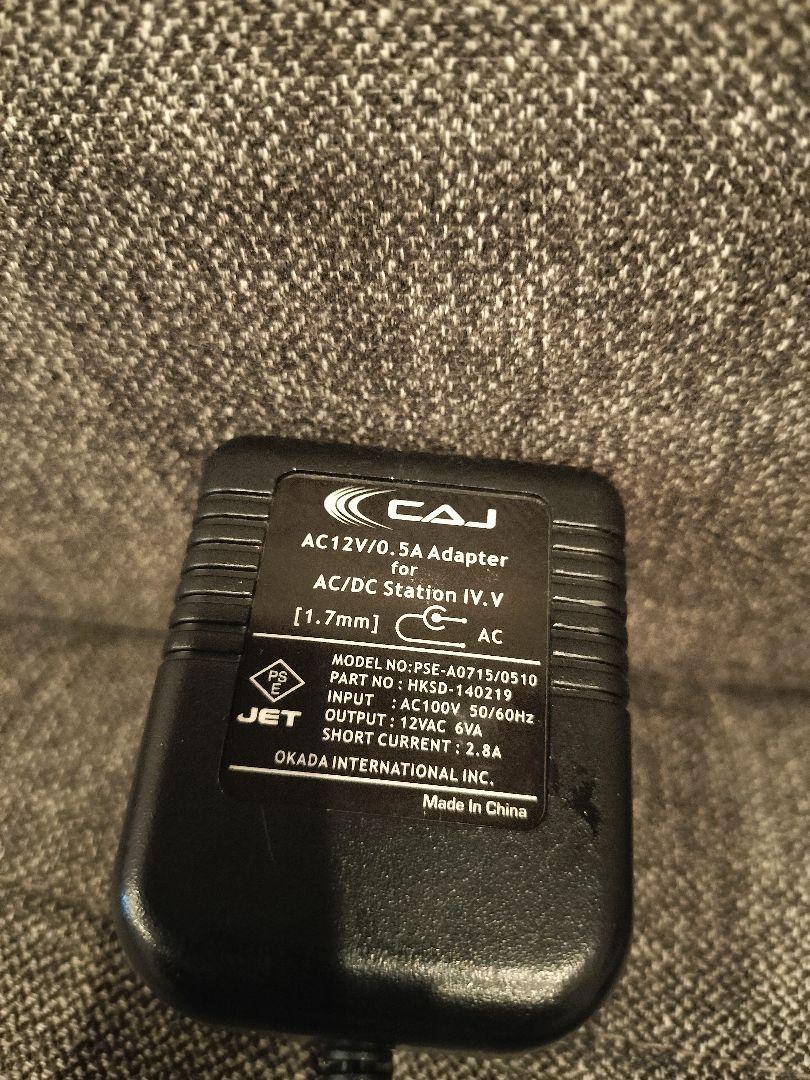 CAJ
AC12V/0.5A Adapter
for
AC/DC Station IV.V
[1.7mm] AC
PS
E
JET
MODEL NO:PSE-A0715/0510
PART NO : HKSD-140219
INPUT : AC100V 50/60Hz
OUTPUT : 12VAC 6VA
SHORT CURRENT : 2.8A
OKADA INTERNATIONAL INC.
Made In China